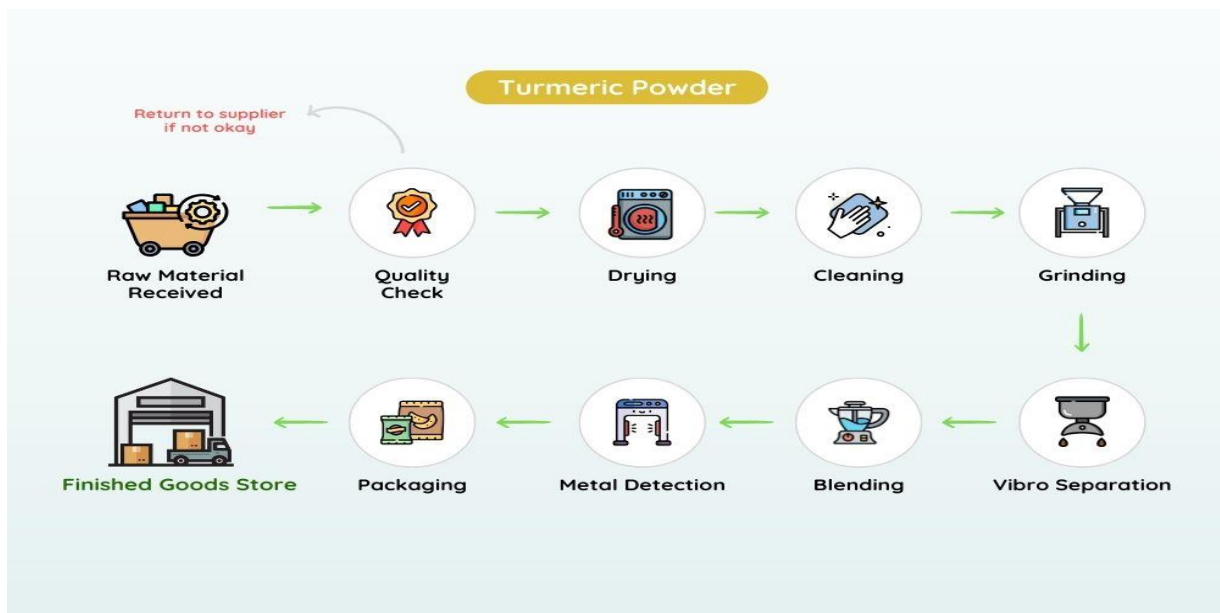 Turmeric Powder
Return to supplier
if not okay
Raw Material
Received
Quality
Check
Drying
Cleaning
Grinding
Finished Goods Store
Packaging
Metal Detection
Blending
Vibro Separation